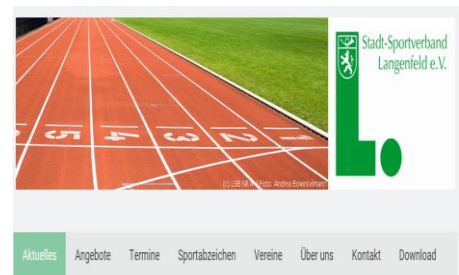 Stadt-Sportverband
Langenfeld e.V.
L.
5 4 3 2 1
(c) LSB NRW | Foto: Andrea Bowinkelmann
Aktuelles Angebote Termine Sportabzeichen Vereine Über uns Kontakt Download